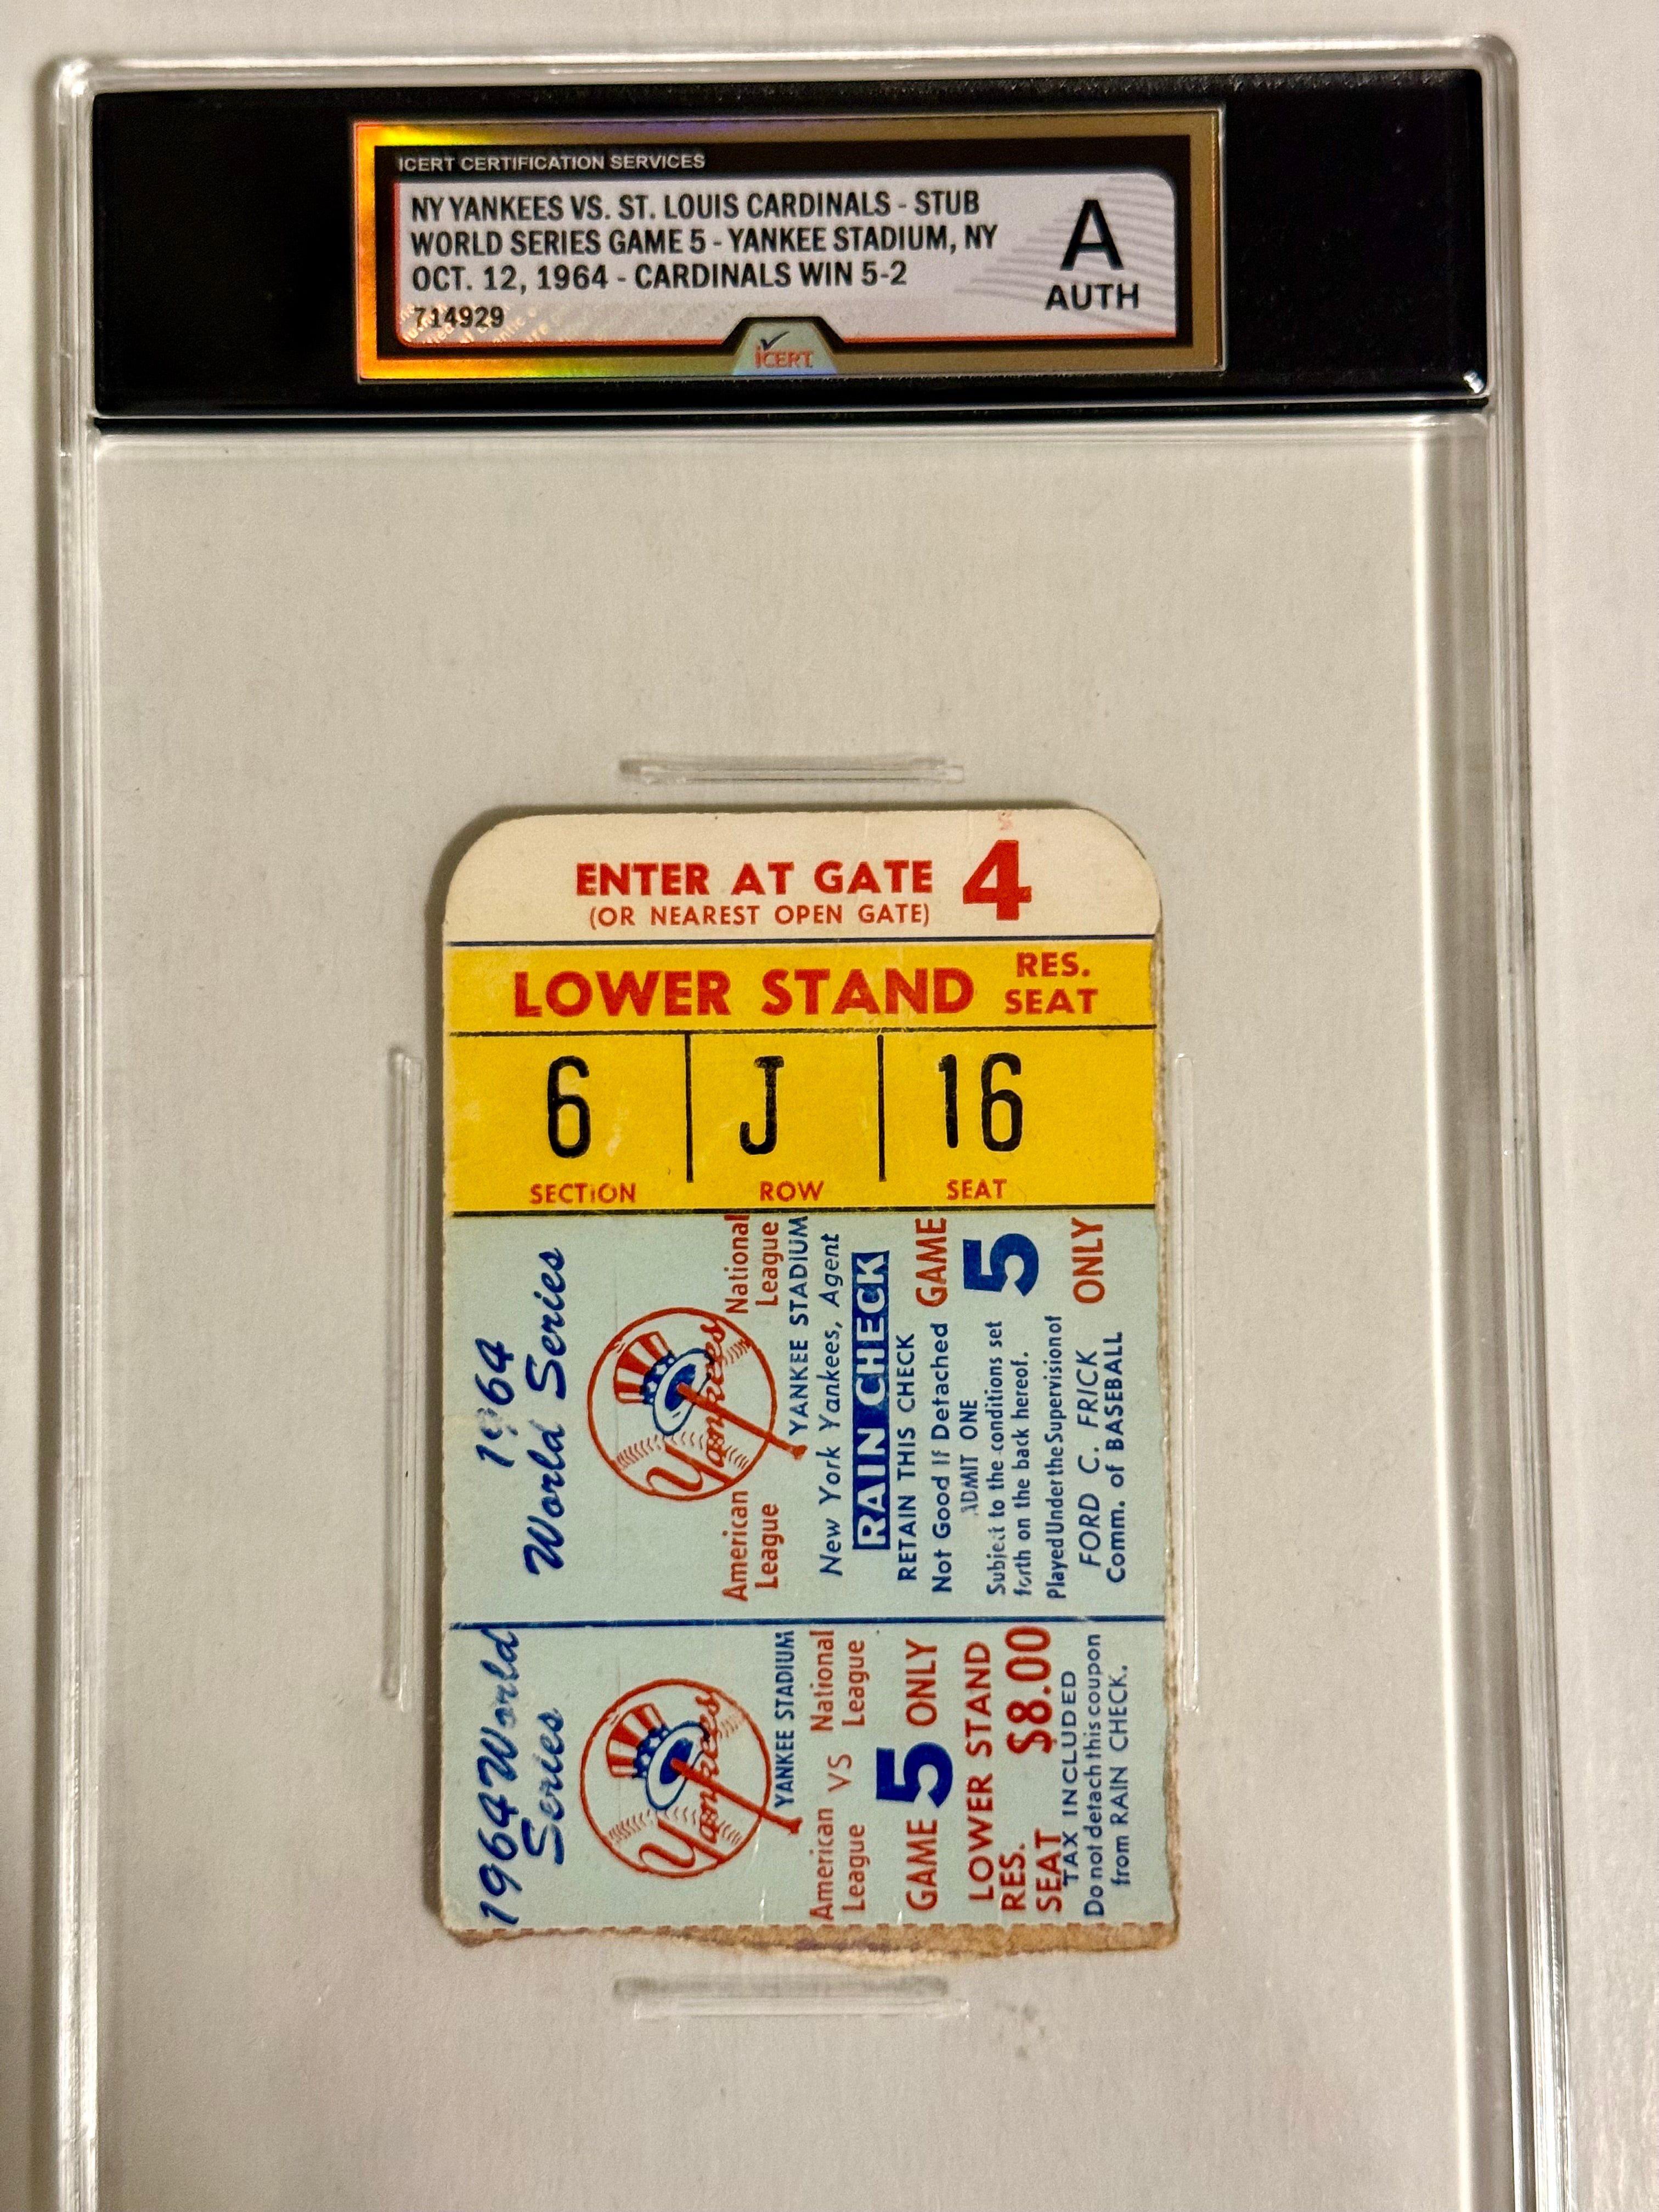 ICERT CERTIFICATION SERVICES
NY YANKEES VS. ST. LOUIS CARDINALS - STUB
WORLD SERIES GAME 5 - YANKEE STADIUM, NY
OCT. 12, 1964 - CARDINALS WIN 5-2
714929
A
AUTH
iCERT
ENTER AT GATE 4
(OR NEAREST OPEN GATE)
LOWER STAND RES. SEAT
6 J 16
SECTION ROW SEAT
1964
World Series
Yankees
American League
National League
YANKEE STADIUM
New York Yankees, Agent
RAIN CHECK
RETAIN THIS CHECK
Not Good If Detached
ADMIT ONE
Subject to the conditions set
forth on the back hereof.
Played Under the Supervision of
FORD C. FRICK
Comm. of BASEBALL
GAME
5
ONLY
1964 World
Series
Yankees
YANKEE STADIUM
American VS National
League League
GAME 5 ONLY
LOWER STAND
RES.
SEAT $8.00
TAX INCLUDED
Do not detach this coupon
from RAIN CHECK.